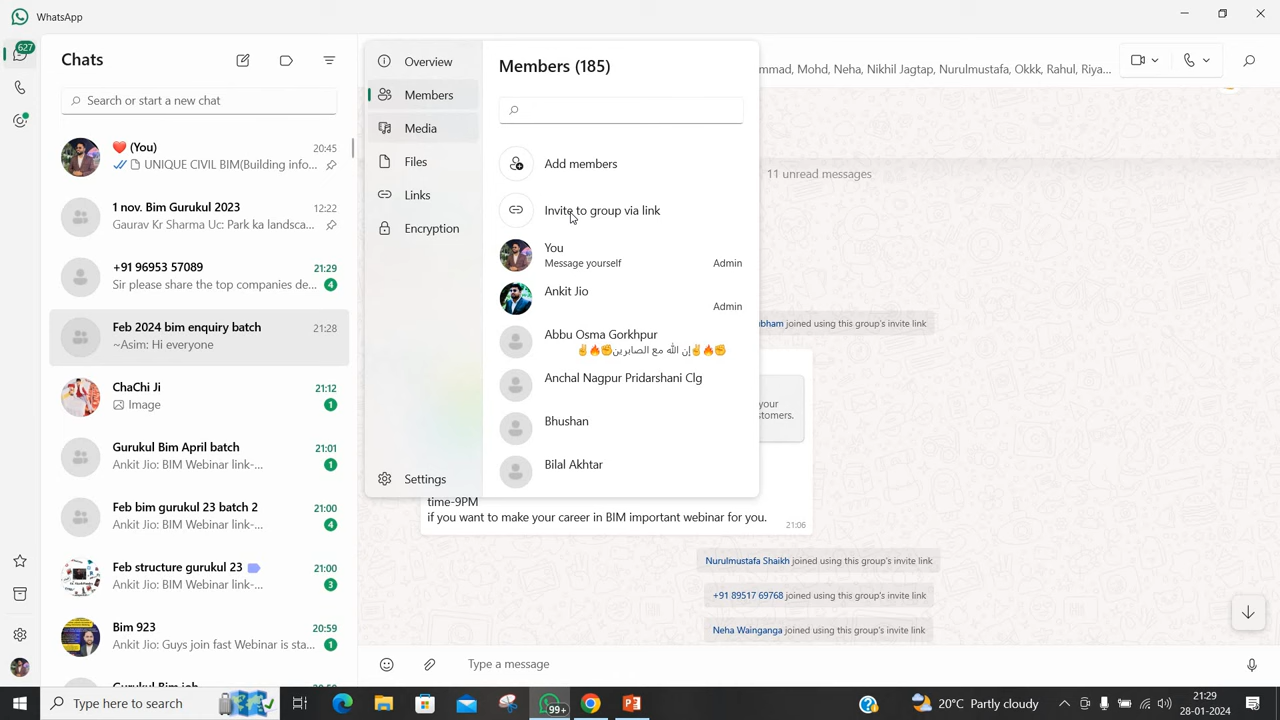 WhatsApp
627
Chats
Search or start a new chat
❤️ (You)
20:45
UNIQUE CIVIL BIM(Building info...
1 nov. Bim Gurukul 2023
12:22
Gaurav Kr Sharma Uc: Park ka landsca...
+91 96953 57089
21:29
Sir please share the top companies de...
4
Feb 2024 bim enquiry batch
21:28
~Asim: Hi everyone
ChaChi Ji
21:12
Image
1
Gurukul Bim April batch
21:01
Ankit Jio: BIM Webinar link-...
1
Feb bim gurukul 23 batch 2
21:00
Ankit Jio: BIM Webinar link-...
4
Feb structure gurukul 23
21:00
Ankit Jio: BIM Webinar link-...
3
Bim 923
20:59
Ankit Jio: Guys join fast Webinar is sta...
1
Overview
Members
Media
Files
Links
Encryption
Settings
Members (185)
Add members
Invite to group via link
You
Message yourself
Admin
Ankit Jio
Admin
Abbu Osma Gorkhpur
✌🔥✊إن الله مع الصابرين✌🔥✊
Anchal Nagpur Pridarshani Clg
Bhushan
Bilal Akhtar
mmad, Mohd, Neha, Nikhil Jagtap, Nurulmustafa, Okkk, Rahul, Riya...
11 unread messages
ubham joined using this group's invite link
your
stomers.
time-9PM
if you want to make your career in BIM important webinar for you.
21:06
Nurulmustafa Shaikh joined using this group's invite link
+91 89517 69768 joined using this group's invite link
Neha Wainganga joined using this group's invite link
Type a message
Type here to search
99+
20°C Partly cloudy
21:29
28-01-2024